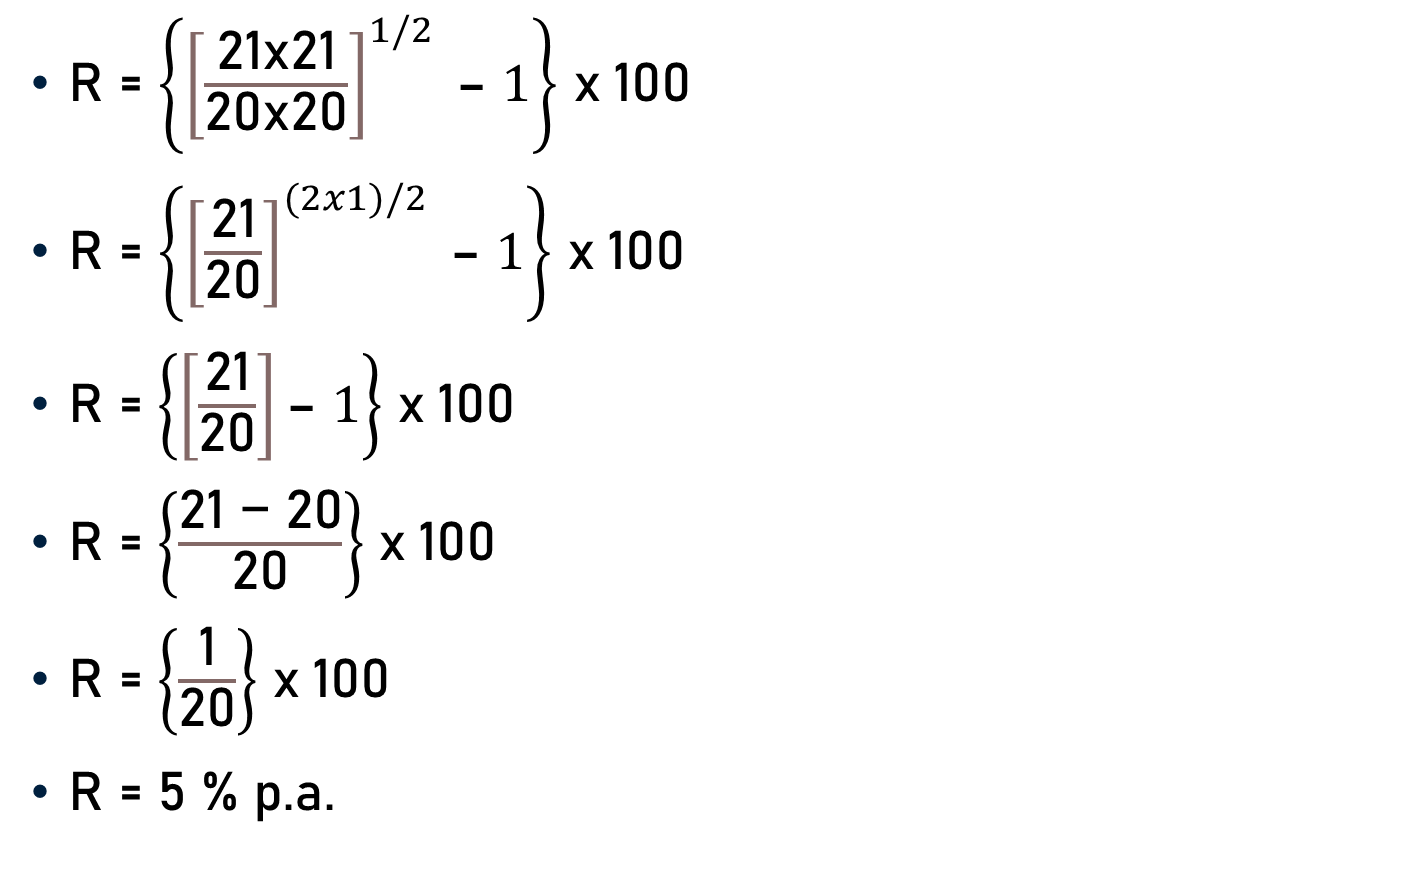 • R = {[21x21/20x20]^1/2 – 1} x 100
• R = {[21/20]^(2x1)/2 – 1} x 100
• R = {[21/20] – 1} x 100
• R = {21 – 20/20} x 100
• R = {1/20} x 100
• R = 5 % p.a.